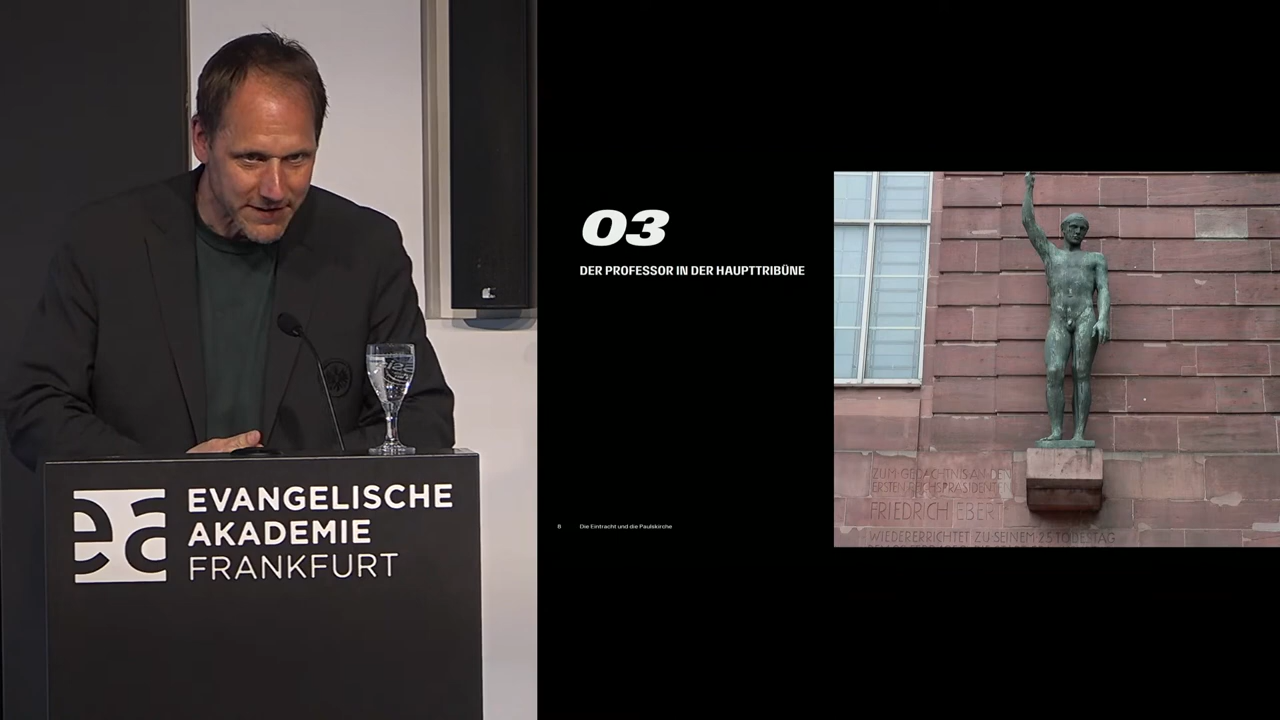 ea
EVANGELISCHE
AKADEMIE
FRANKFURT
03
DER PROFESSOR IN DER HAUPTTRIBÜNE
8 Die Eintracht und die Paulskirche
ZUM GEDÄCHTNIS AN DEN
ERSTEN REICHSPRÄSIDENTEN
FRIEDRICH EBERT
WIEDERERRICHTET ZU SEINEM 25 TODESTAG